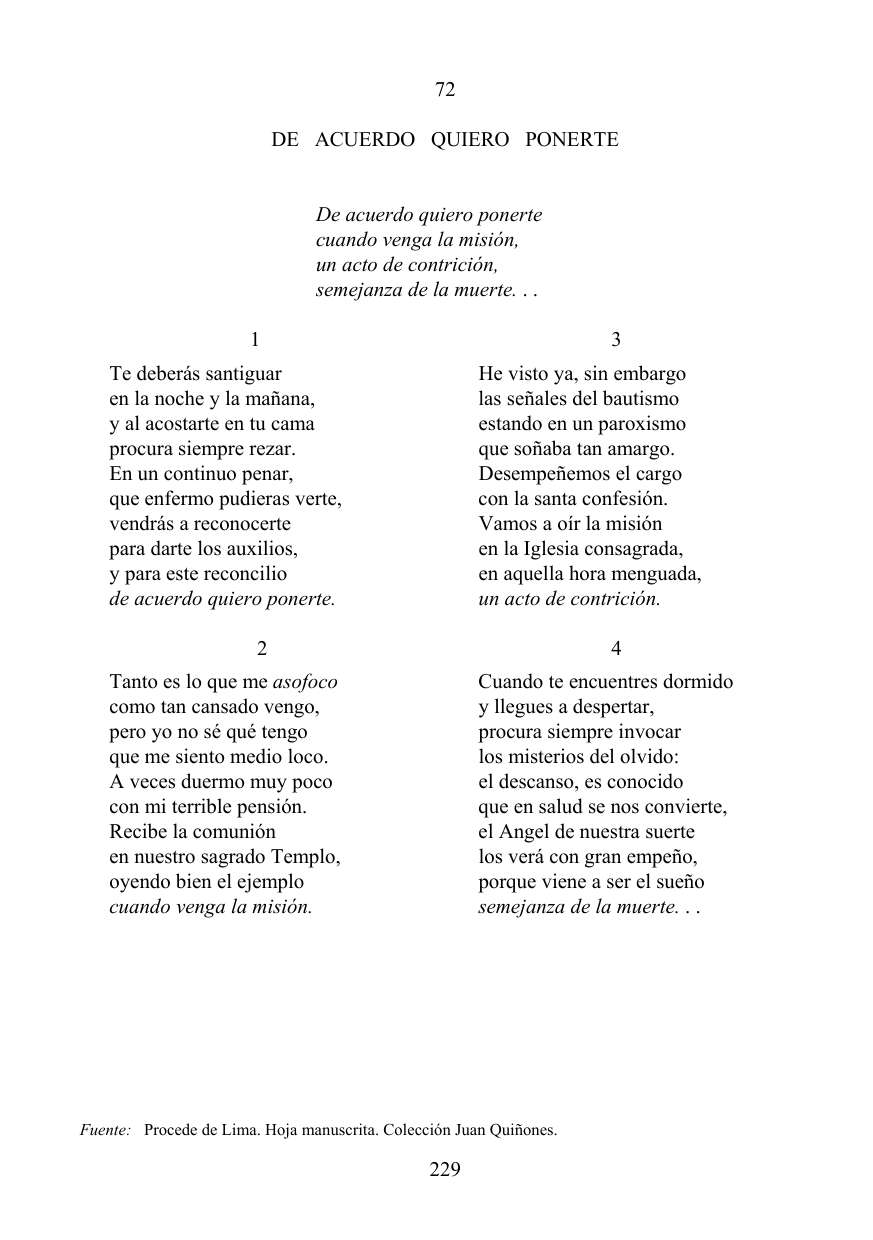 72
DE ACUERDO QUIERO PONERTE
De acuerdo quiero ponerte
cuando venga la misión,
un acto de contrición,
semejanza de la muerte. . .
1
Te deberás santiguar
en la noche y la mañana,
y al acostarte en tu cama
procura siempre rezar.
En un continuo penar,
que enfermo pudieras verte,
vendrás a reconocerte
para darte los auxilios,
y para este reconcilio
de acuerdo quiero ponerte.
2
Tanto es lo que me asofoco
como tan cansado vengo,
pero yo no sé qué tengo
que me siento medio loco.
A veces duermo muy poco
con mi terrible pensión.
Recibe la comunión
en nuestro sagrado Templo,
oyendo bien el ejemplo
cuando venga la misión.
3
He visto ya, sin embargo
las señales del bautismo
estando en un paroxismo
que soñaba tan amargo.
Desempeñemos el cargo
con la santa confesión.
Vamos a oír la misión
en la Iglesia consagrada,
en aquella hora menguada,
un acto de contrición.
4
Cuando te encuentres dormido
y llegues a despertar,
procura siempre invocar
los misterios del olvido:
el descanso, es conocido
que en salud se nos convierte,
el Angel de nuestra suerte
los verá con gran empeño,
porque viene a ser el sueño
semejanza de la muerte. . .
Fuente: Procede de Lima. Hoja manuscrita. Colección Juan Quiñones.
229